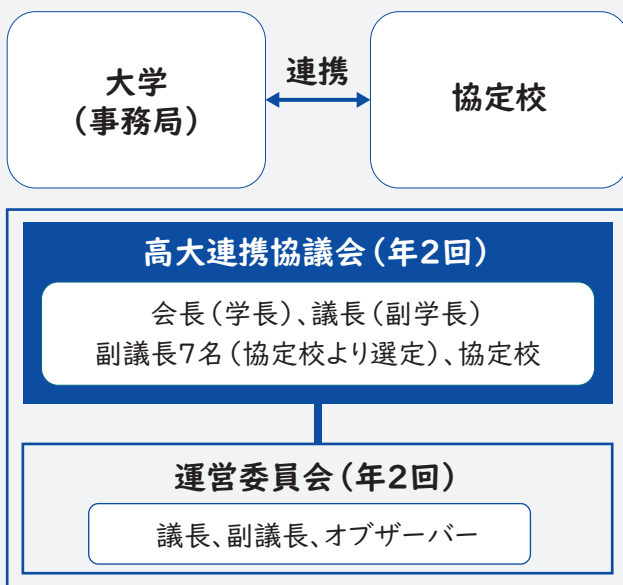 大学
(事務局)
連携
協定校
高大連携協議会(年2回)
会長(学長)、議長(副学長)
副議長7名(協定校より選定)、協定校
運営委員会(年2回)
議長、副議長、オブザーバー